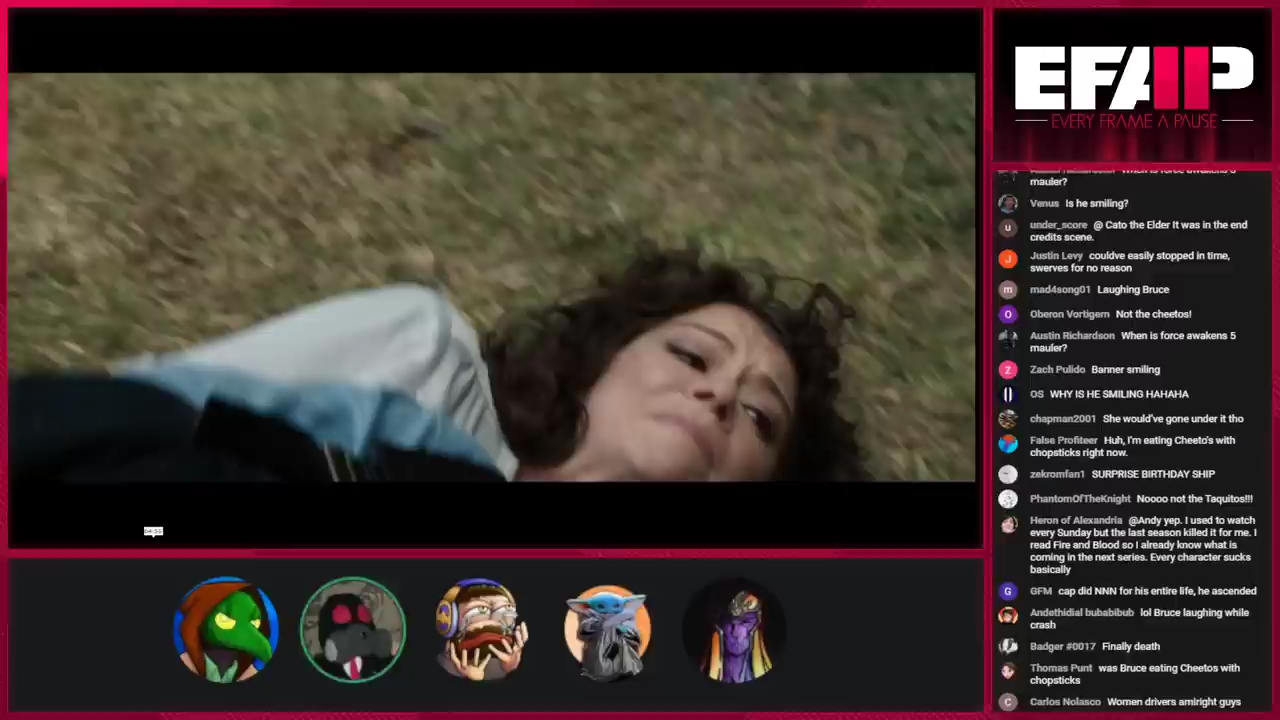 EFAP
EVERY FRAME A PAUSE
mauler?
Venus Is he smiling?
under_score @ Cato the Elder It was in the end
credits scene.
Justin Levy couldve easily stopped in time,
swerves for no reason
mad4song01 Laughing Bruce
Oberon Vortigern Not the cheetos!
Austin Richardson When is force awakens 5
mauler?
Zach Pulido Banner smiling
OS WHY IS HE SMILING HAHAHA
chapman2001 She would've gone under it tho
False Profiteer Huh, I'm eating Cheeto's with
chopsticks right now.
zekromfan1 SURPRISE BIRTHDAY SHIP
PhantomOfTheKnight Noooo not the Taquitos!!!
Heron of Alexandria @Andy yep. I used to watch
every Sunday but the last season killed it for me. I
read Fire and Blood so I already know what is
coming in the next series. Every character sucks
basically
GFM cap did NNN for his entire life, he ascended
Andethidial bubabibub lol Bruce laughing while
crash
Badger #0017 Finally death
Thomas Punt was Bruce eating Cheetos with
chopsticks
Carlos Nolasco Women drivers amiright guys